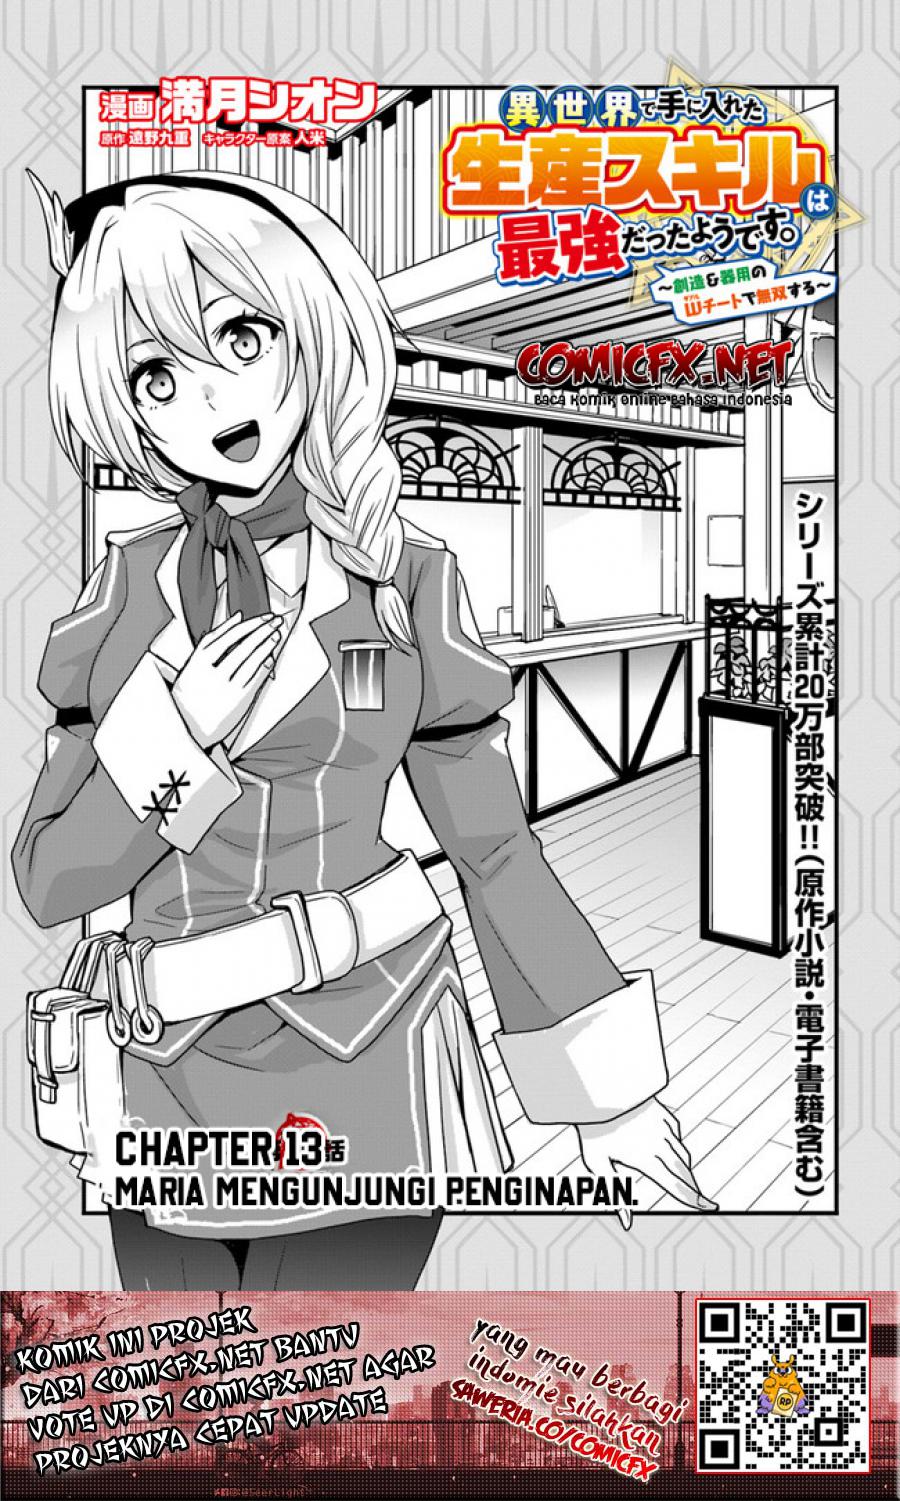 漫画 満月シオン
原作 遠野九重 キャラクター原案 人米
異世界で手に入れた
生産スキルは
最強だったようです。
～創造&器用の
Wチートで無双する～
COMICFX.NET
Baca Komik Online Bahasa Indonesia
シリーズ累計20万部突破!!(原作小説・電子書籍含む)
CHAPTER 13
話
MARIA MENGUNJUNGI PENGINAPAN.
KOMIK INI PROJEK
DARI COMICFX.NET BANTU
VOTE UP DI COMICFX.NET AGAR
PROJEKNYA CEPAT UPDATE
yang mau berbagi
indomie silahkan
SAWERIA.CO/COMICFX
RP